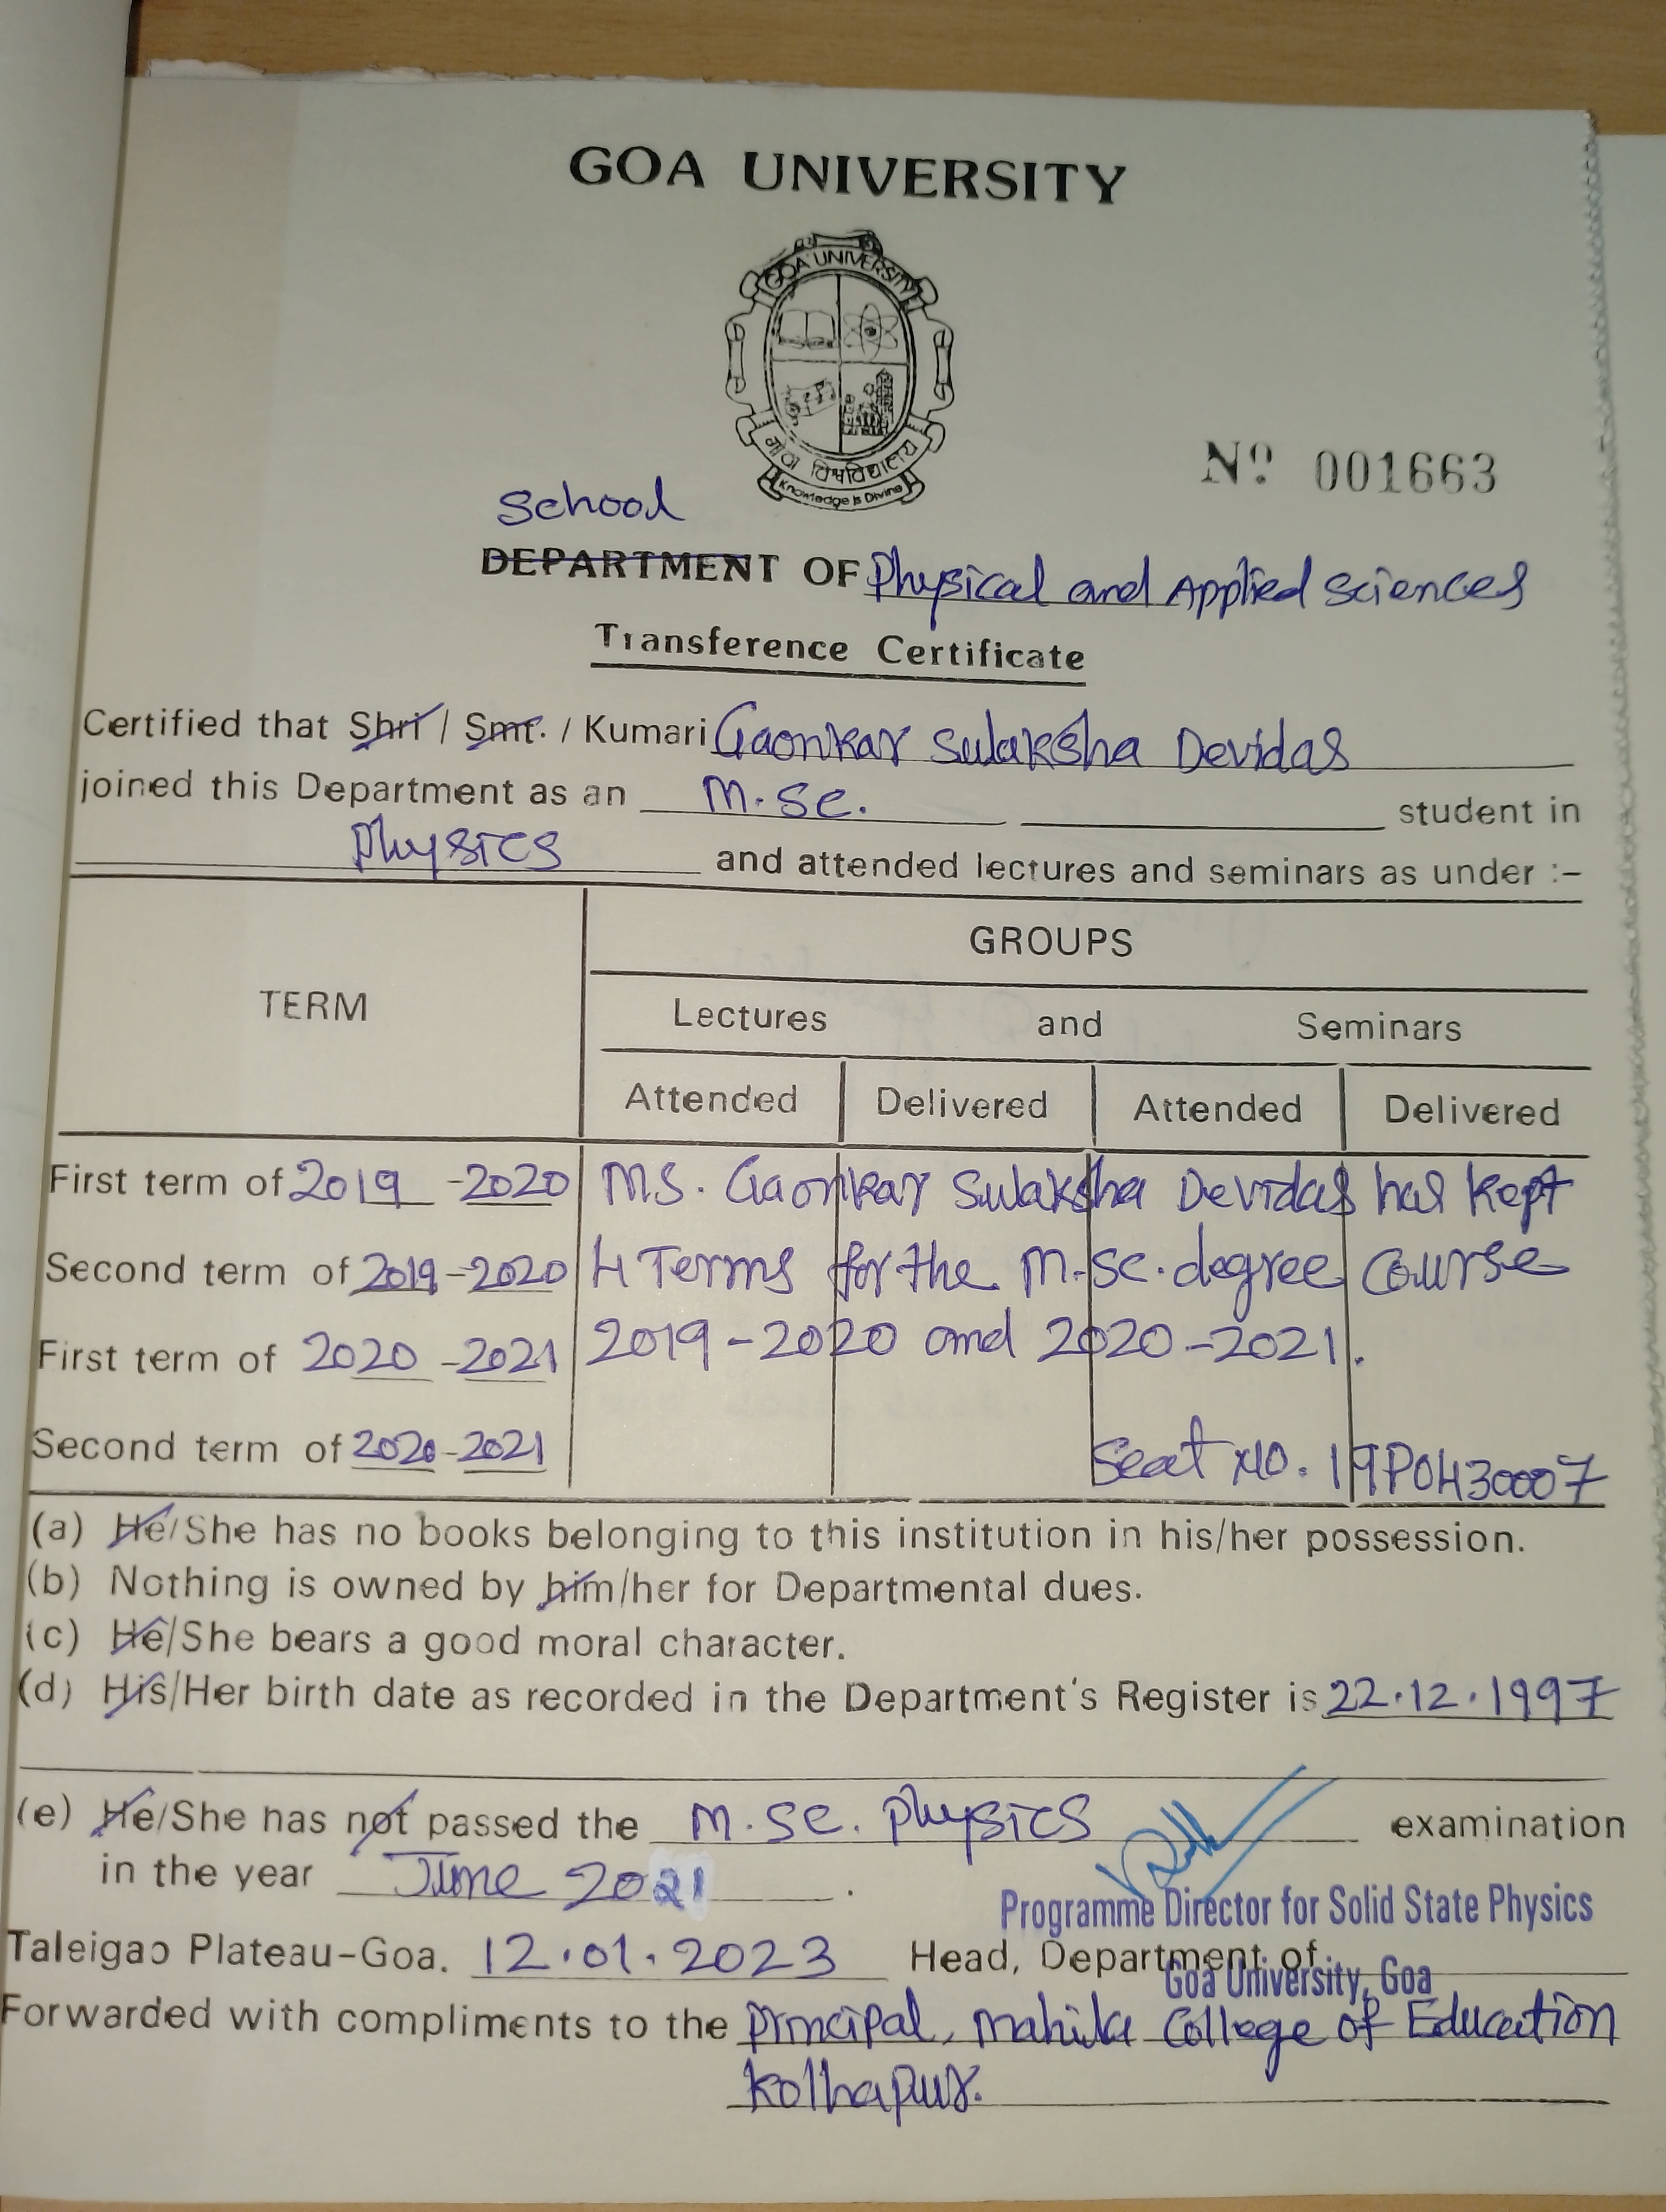 GOA UNIVERSITY
GOA UNIVERSITY
गोंय विश्वविद्यालय
Knowledge is Divine
Nº 001663
School
DEPARTMENT OF Physical and Applied Sciences
Transference Certificate
Certified that Shri / Smt. / Kumari Gaonkar Sulaksha Devidas
joined this Department as an M.Sc. student in
Physics and attended lectures and seminars as under :-
GROUPS
TERM
Lectures and Seminars
Attended Delivered Attended Delivered
First term of 2019 - 2020 Ms. Gaonkar Sulaksha Devidas has kept
Second term of 2019 - 2020 4 Terms for the M.Sc. degree course
First term of 2020 - 2021 2019-2020 and 2020-2021.
Second term of 2020 - 2021 Seat No. 19P0430007
(a) He/She has no books belonging to this institution in his/her possession.
(b) Nothing is owned by him/her for Departmental dues.
(c) He/She bears a good moral character.
(d) His/Her birth date as recorded in the Department's Register is 22.12.1997
(e) He/She has not passed the M.Sc. Physics examination
in the year June 2021.
Programme Director for Solid State Physics
Taleigao Plateau-Goa. 12.01.2023 Head, Department of
Goa University, Goa
Forwarded with compliments to the Principal, Mahila College of Education
Kolhapur.